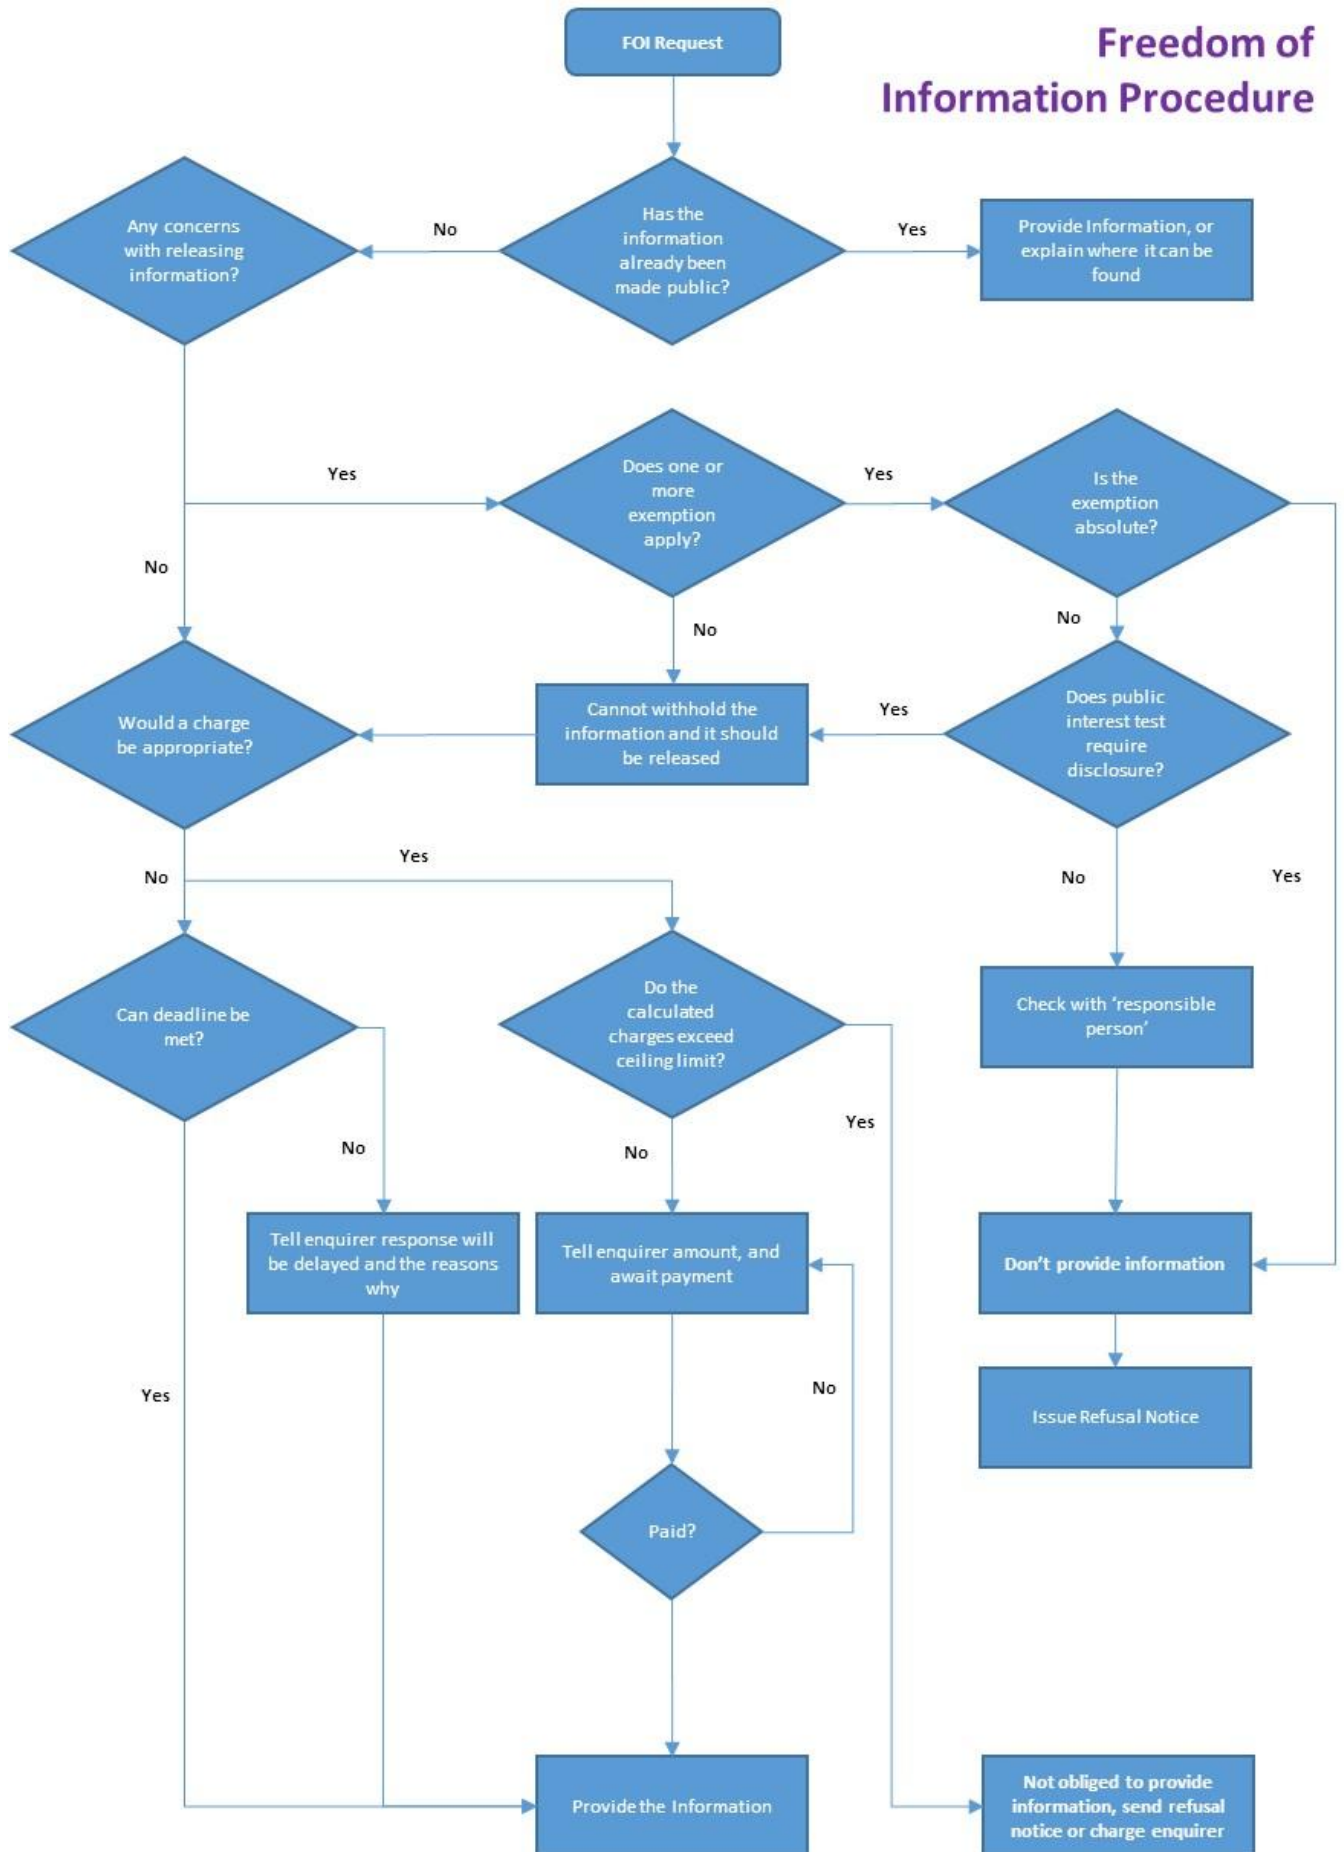 FOI Request
Freedom of
Information Procedure
Any concerns
with releasing
information?
No
Has the
information
already been
made public?
Yes
Provide Information, or
explain where it can be
found
Yes
Does one or
more
exemption
apply?
Yes
Is the
exemption
absolute?
No
No
No
Would a charge
be appropriate?
Cannot withhold the
information and it should
be released
Yes
Does public
interest test
require
disclosure?
No
Yes
No
Yes
Can deadline be
met?
Do the
calculated
charges exceed
ceiling limit?
Check with ‘responsible
person’
No
No
Yes
Tell enquirer response will
be delayed and the reasons
why
Tell enquirer amount, and
await payment
Don’t provide information
Yes
No
Issue Refusal Notice
Paid?
Provide the Information
Not obliged to provide
information, send refusal
notice or charge enquirer